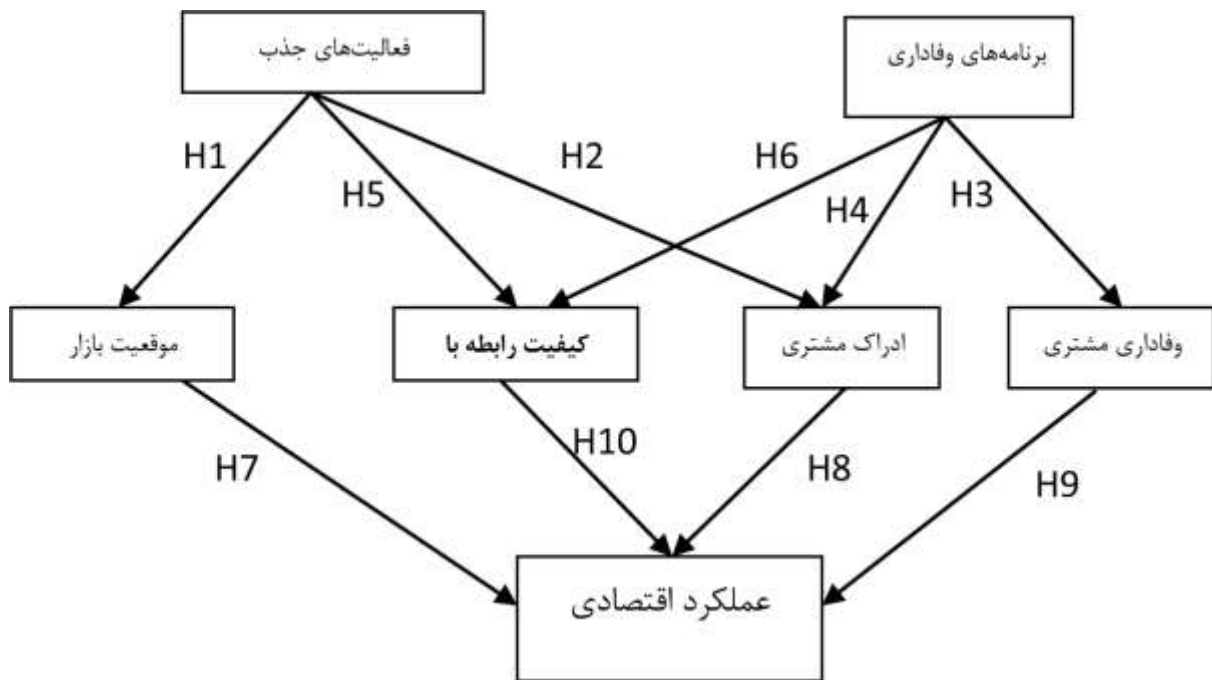 فعالیت‌های جذب
برنامه‌های وفاداری
H1
H5
H2
H6
H4
H3
موقعیت بازار
کیفیت رابطه با
ادراک مشتری
وفاداری مشتری
H7
H10
H8
H9
عملکرد اقتصادی